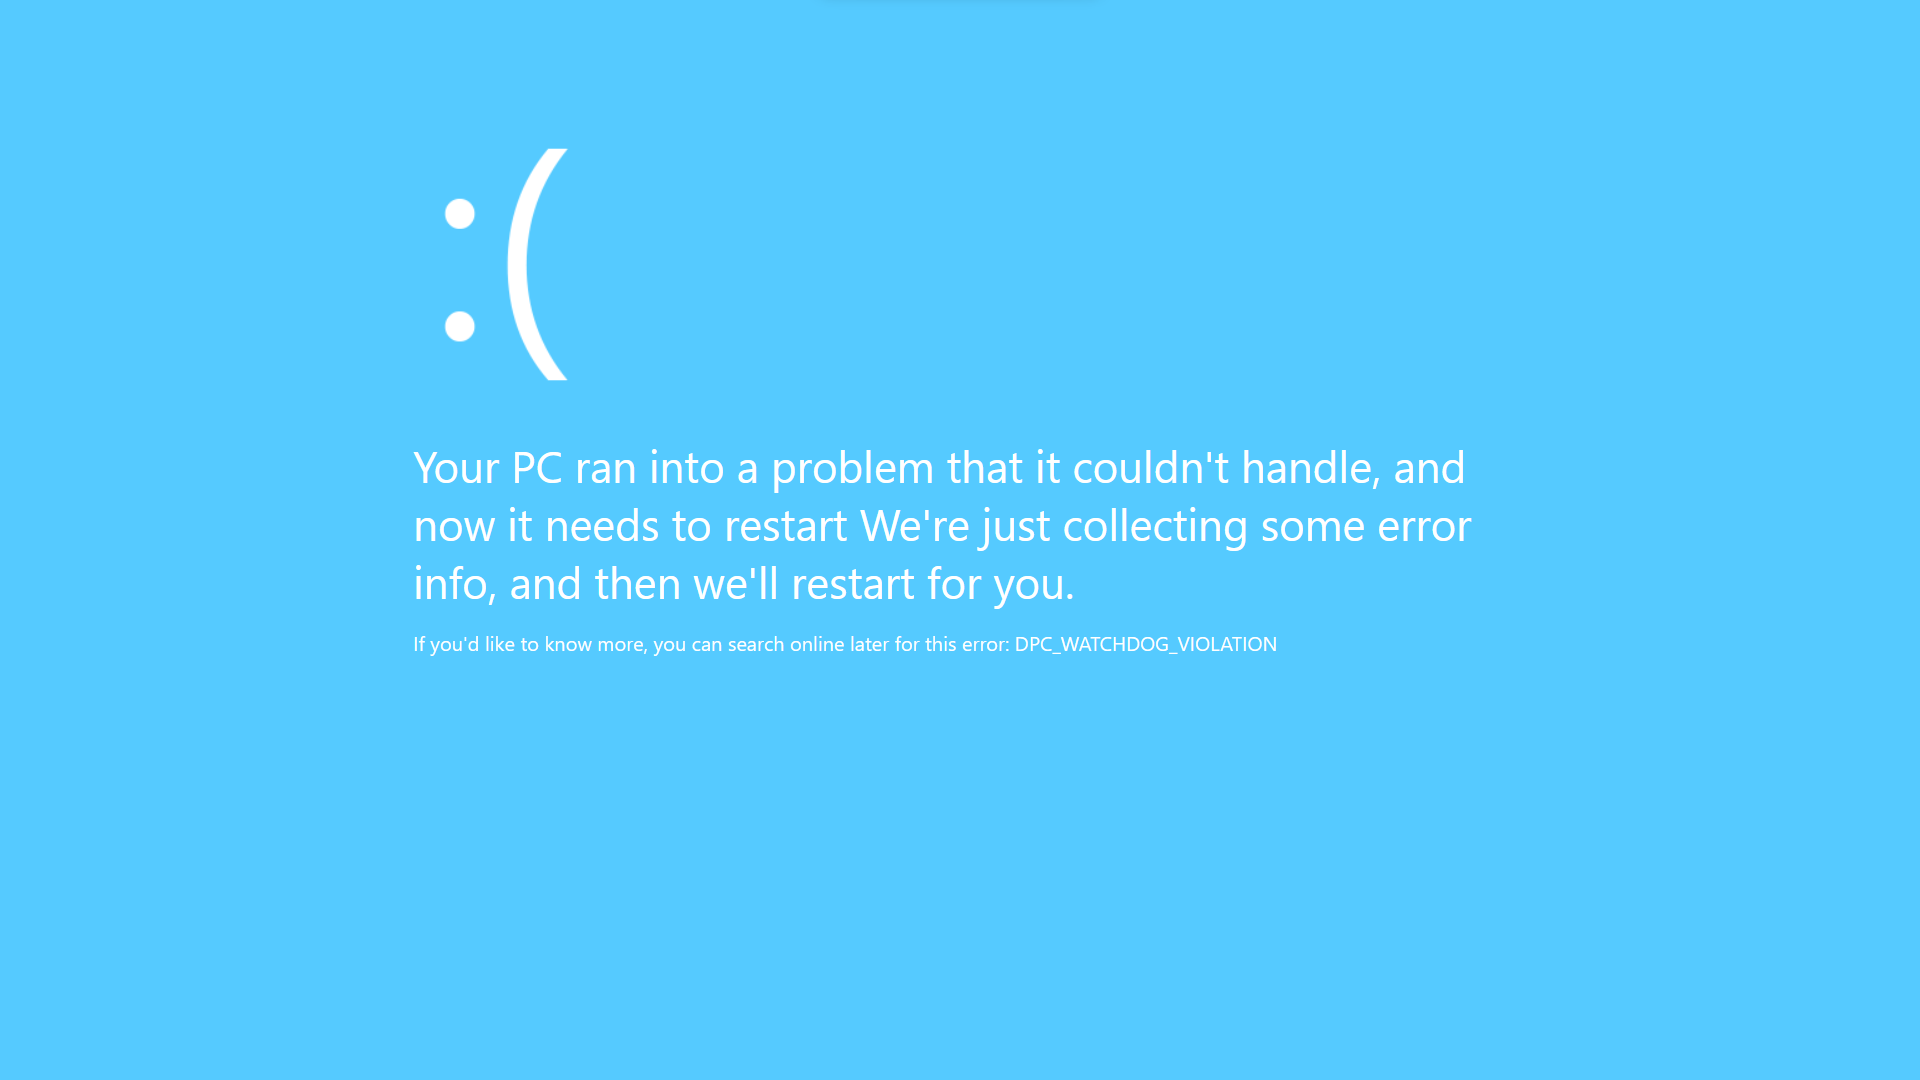 :(
Your PC ran into a problem that it couldn't handle, and
now it needs to restart We're just collecting some error
info, and then we'll restart for you.
If you'd like to know more, you can search online later for this error: DPC_WATCHDOG_VIOLATION